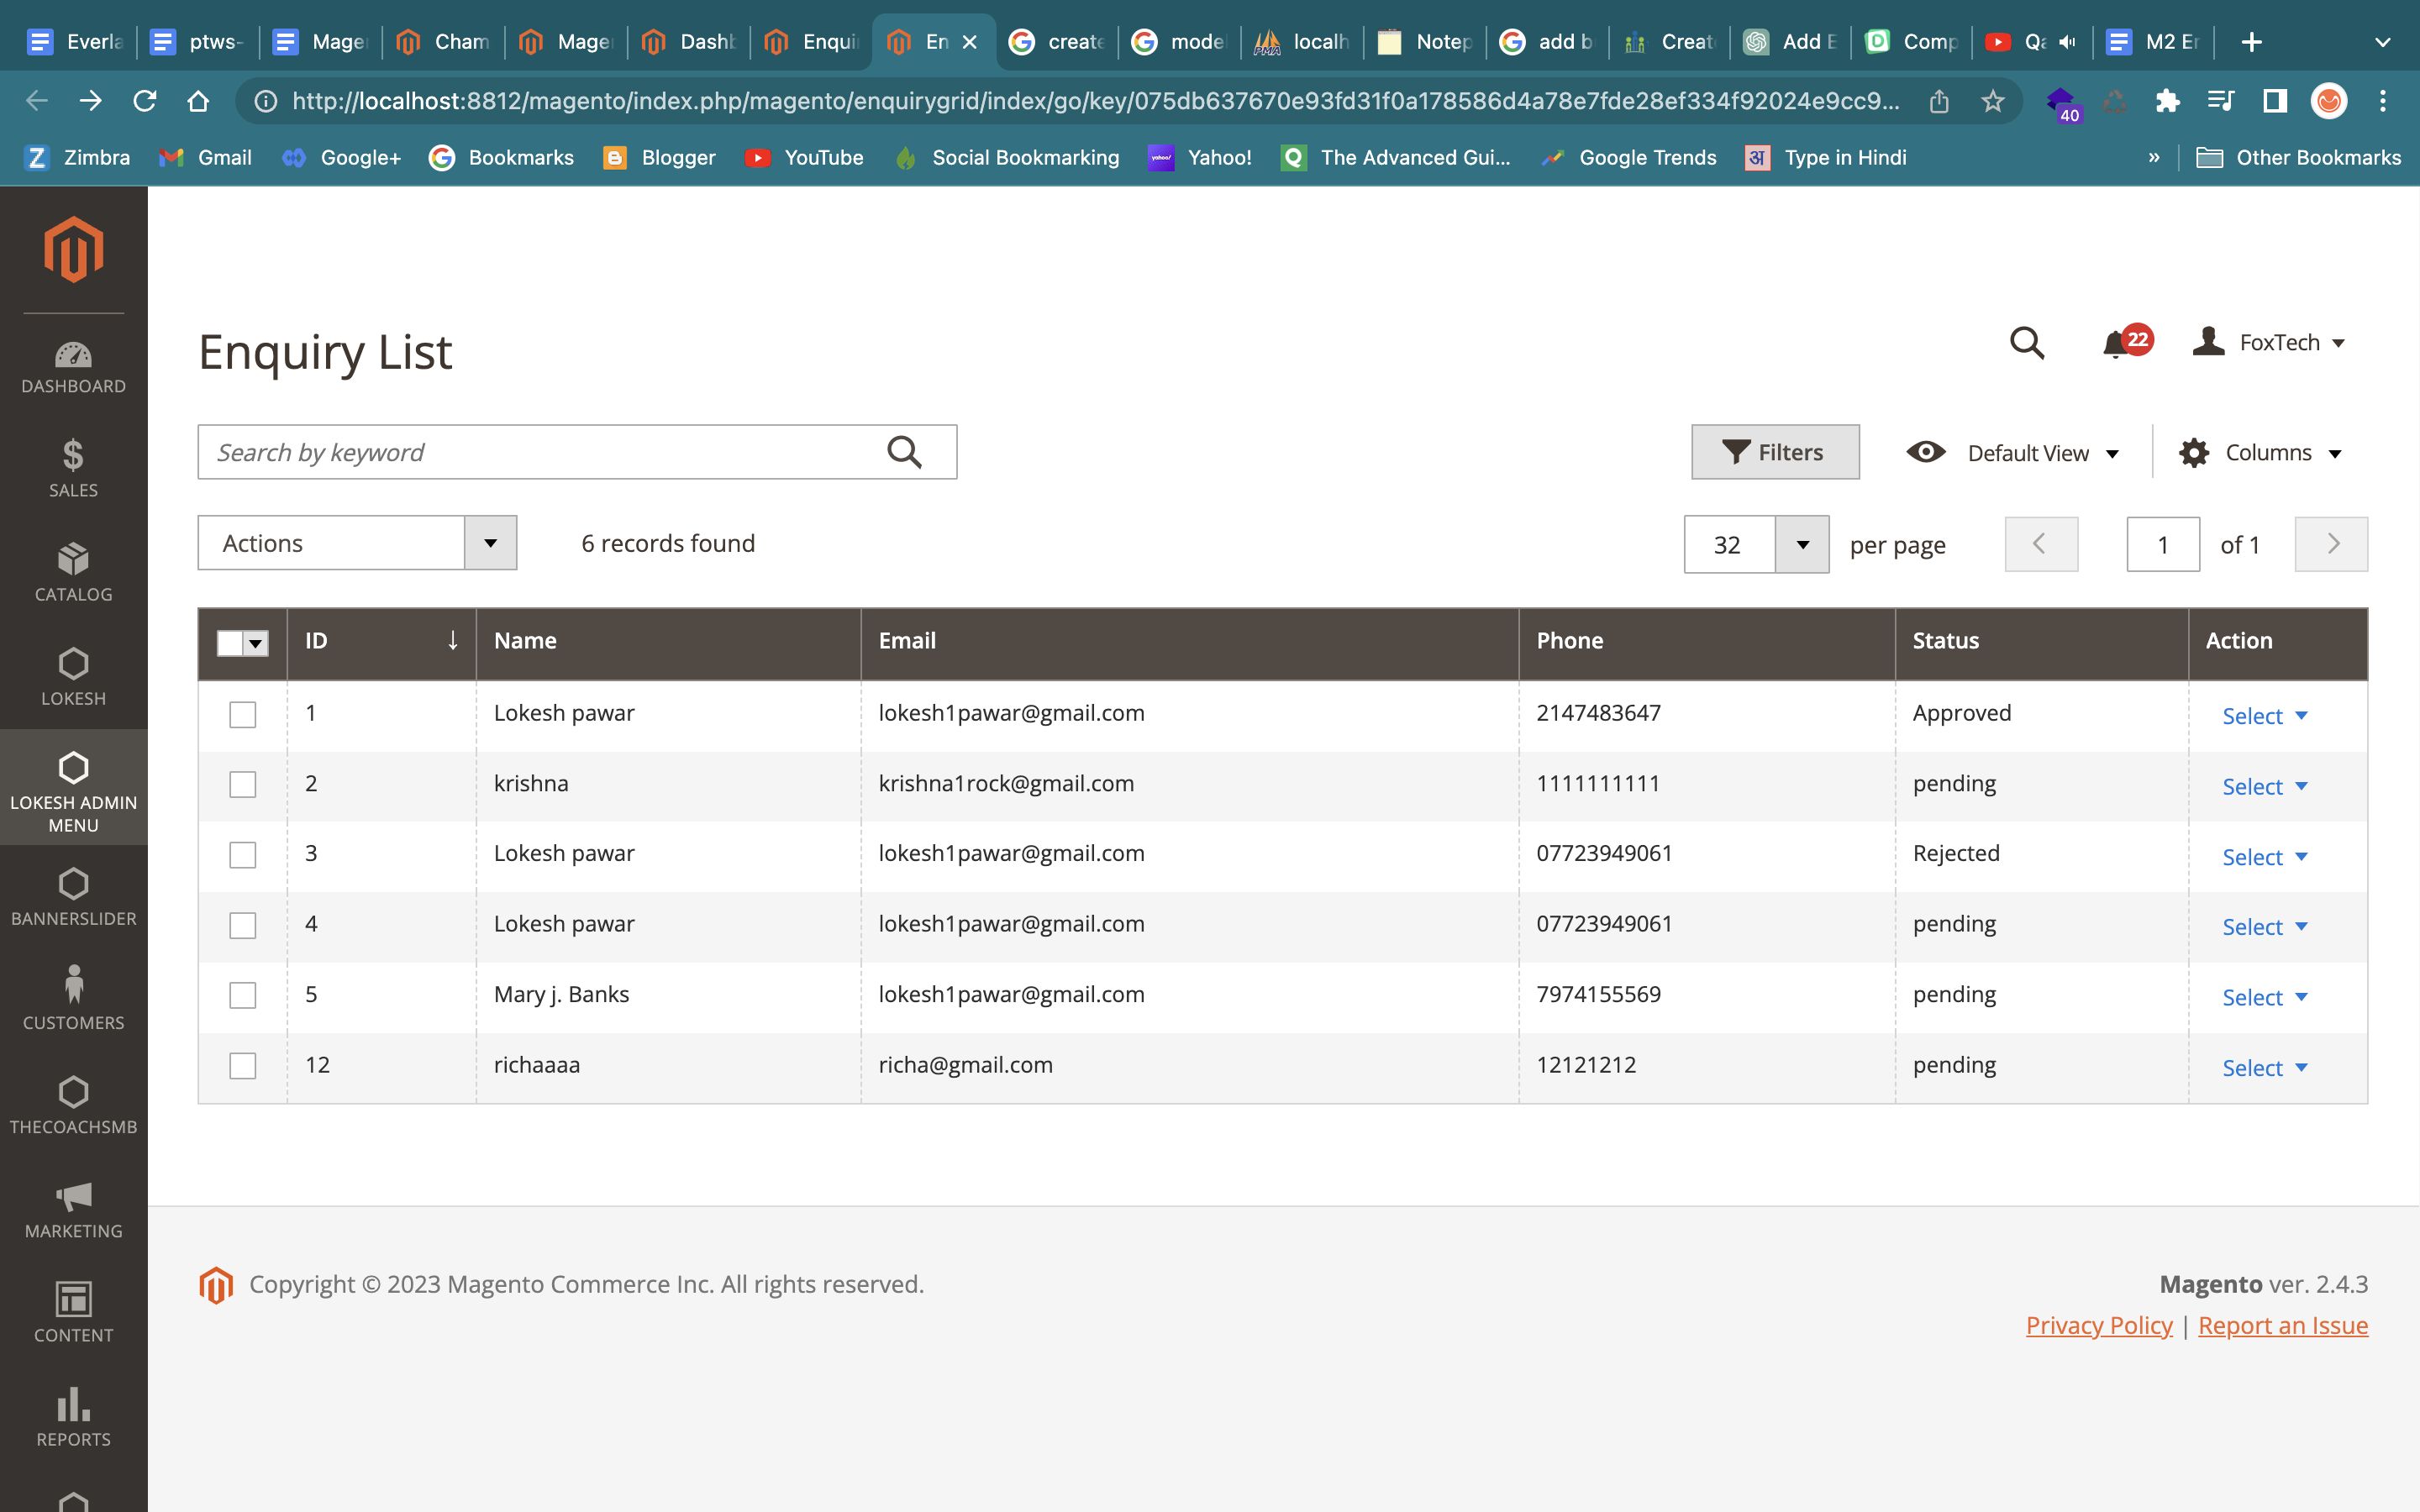 Everla ptws- Mage Cham Mage Dashb Enqui En create mode localh Notep add b Creat Add E Comp Qa M2 Er
http://localhost:8812/magento/index.php/magento/enquirygrid/index/go/key/075db637670e93fd31f0a178586d4a78e7fde28ef334f92024e9cc9... 40
Zimbra Gmail Google+ Bookmarks Blogger YouTube Social Bookmarking Yahoo! The Advanced Gui... Google Trends अ Type in Hindi » Other Bookmarks
DASHBOARD
SALES
CATALOG
LOKESH
LOKESH ADMIN
MENU
BANNERSLIDER
CUSTOMERS
THECOACHSMB
MARKETING
CONTENT
REPORTS
Enquiry List
22 FoxTech
Search by keyword
Filters Default View Columns
Actions 6 records found 32 per page 1 of 1
ID ↓ Name Email Phone Status Action
1 Lokesh pawar lokesh1pawar@gmail.com 2147483647 Approved Select
2 krishna krishna1rock@gmail.com 1111111111 pending Select
3 Lokesh pawar lokesh1pawar@gmail.com 07723949061 Rejected Select
4 Lokesh pawar lokesh1pawar@gmail.com 07723949061 pending Select
5 Mary j. Banks lokesh1pawar@gmail.com 7974155569 pending Select
12 richaaaa richa@gmail.com 12121212 pending Select
Copyright © 2023 Magento Commerce Inc. All rights reserved.
Magento ver. 2.4.3
Privacy Policy | Report an Issue